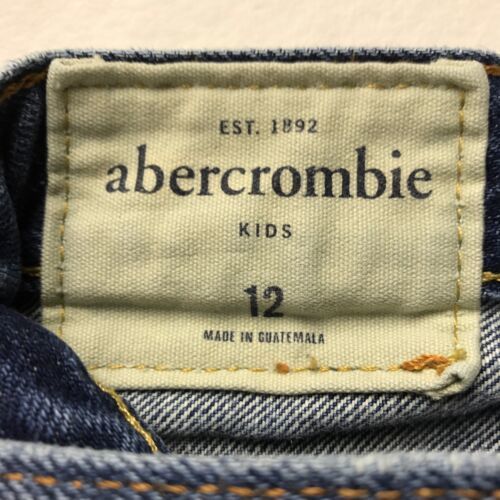 EST. 1892
abercrombie
KIDS
12
MADE IN GUATEMALA